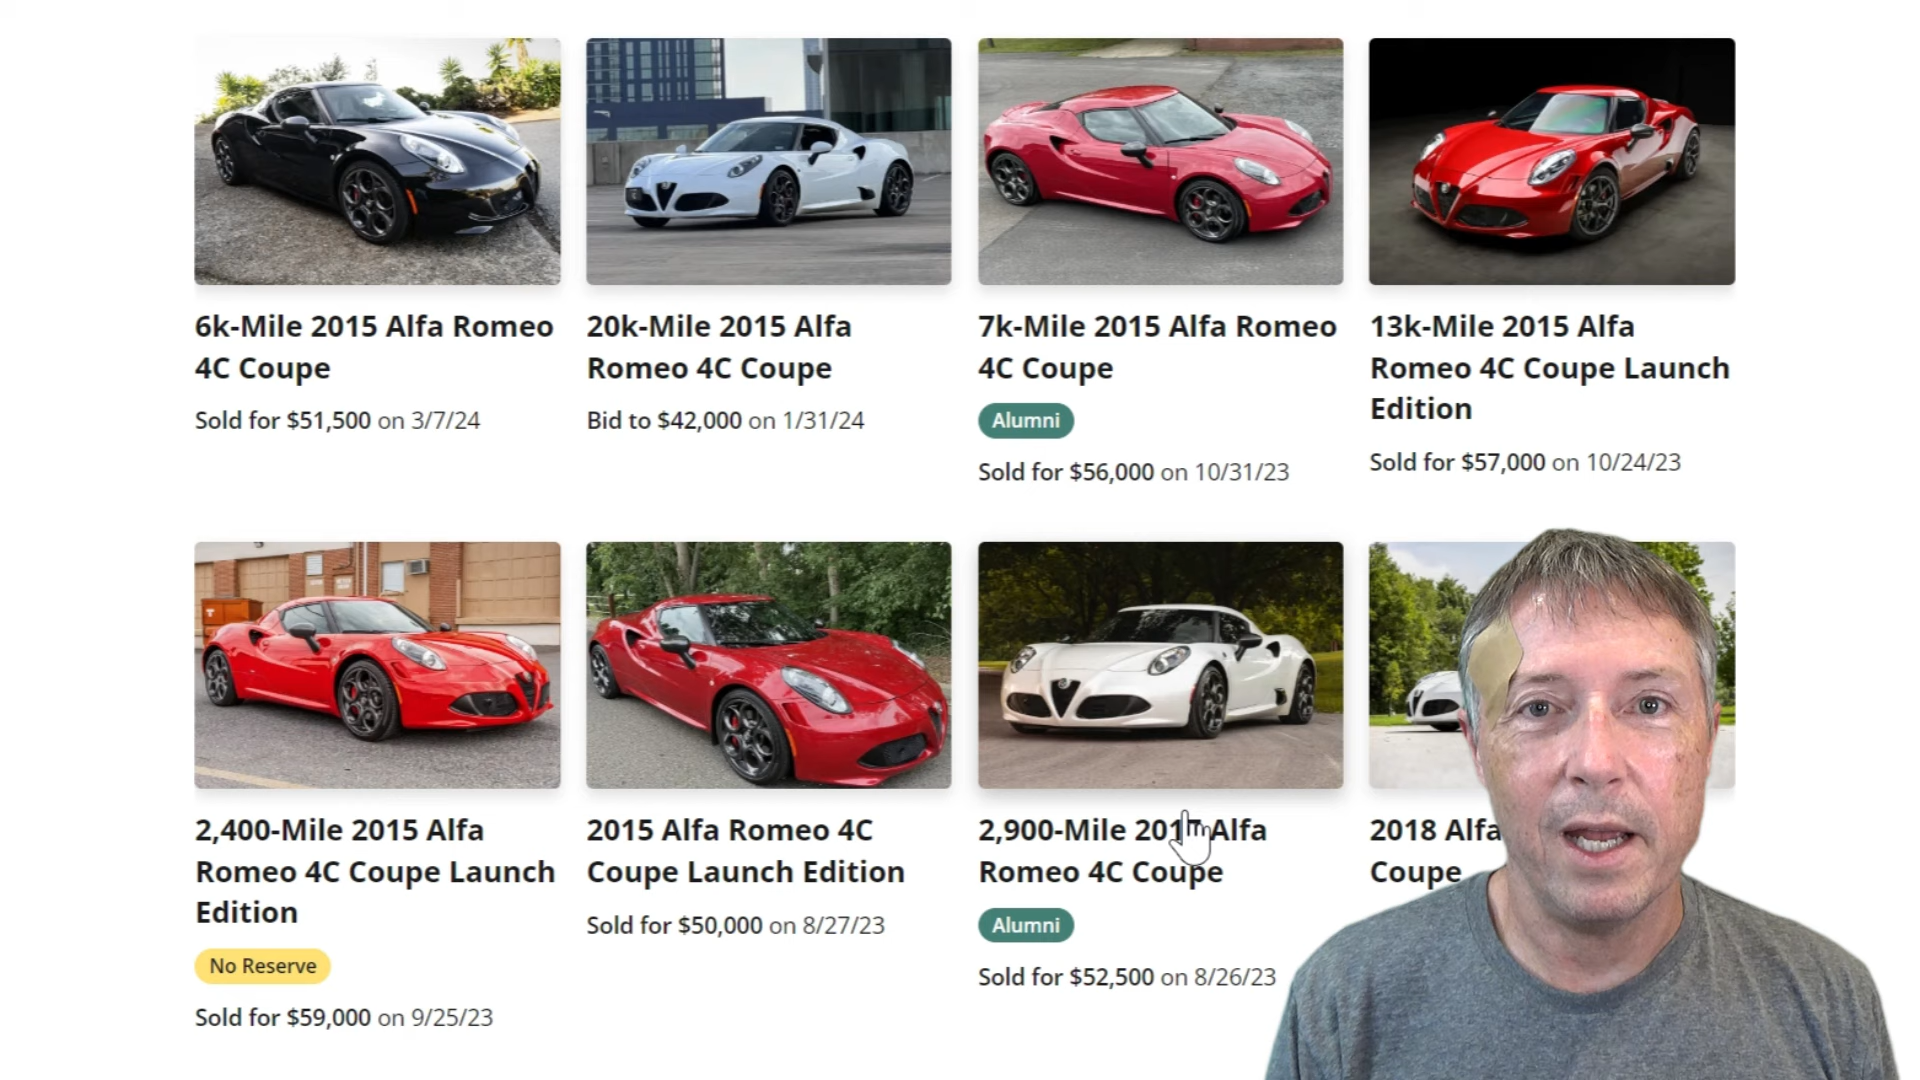 6k-Mile 2015 Alfa Romeo
4C Coupe
Sold for $51,500 on 3/7/24
20k-Mile 2015 Alfa
Romeo 4C Coupe
Bid to $42,000 on 1/31/24
7k-Mile 2015 Alfa Romeo
4C Coupe
Alumni
Sold for $56,000 on 10/31/23
13k-Mile 2015 Alfa
Romeo 4C Coupe Launch
Edition
Sold for $57,000 on 10/24/23
2,400-Mile 2015 Alfa
Romeo 4C Coupe Launch
Edition
No Reserve
Sold for $59,000 on 9/25/23
2015 Alfa Romeo 4C
Coupe Launch Edition
Sold for $50,000 on 8/27/23
2,900-Mile Alfa
Romeo 4C Coupe
Alumni
Sold for $52,500 on 8/26/23
2018 Alfa
Coupe